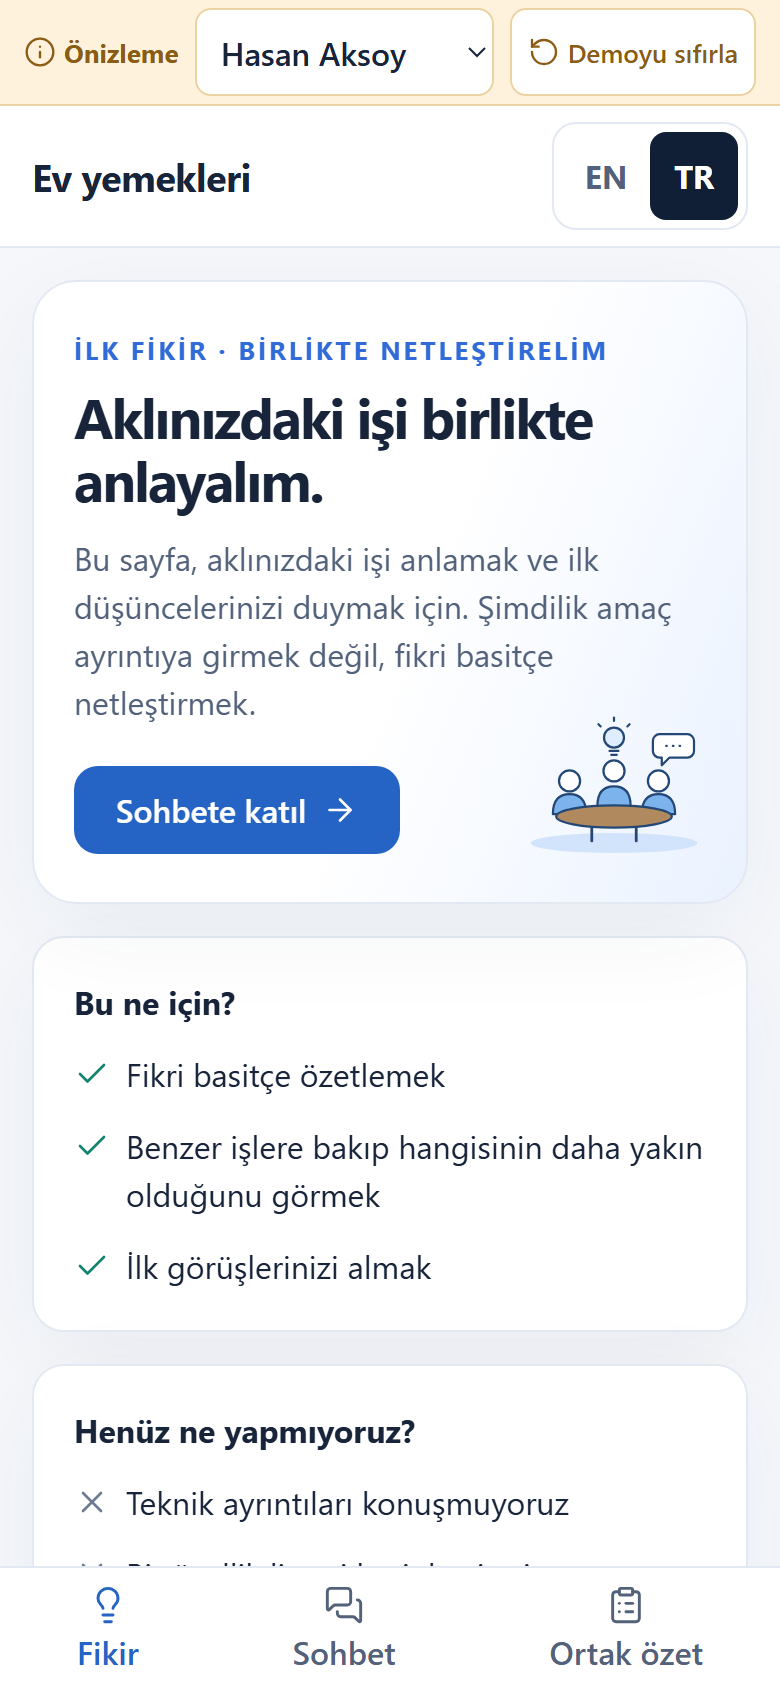 Önizleme
Hasan Aksoy
Demoyu sıfırla
Ev yemekleri
EN
TR
İLK FİKİR · BİRLİKTE NETLEŞTİRELİM
Aklınızdaki işi birlikte
anlayalım.
Bu sayfa, aklınızdaki işi anlamak ve ilk
düşüncelerinizi duymak için. Şimdilik amaç
ayrıntıya girmek değil, fikri basitçe
netleştirmek.
Sohbete katıl
Bu ne için?
Fikri basitçe özetlemek
Benzer işlere bakıp hangisinin daha yakın
olduğunu görmek
İlk görüşlerinizi almak
Henüz ne yapmıyoruz?
Teknik ayrıntıları konuşmuyoruz
Fikir
Sohbet
Ortak özet